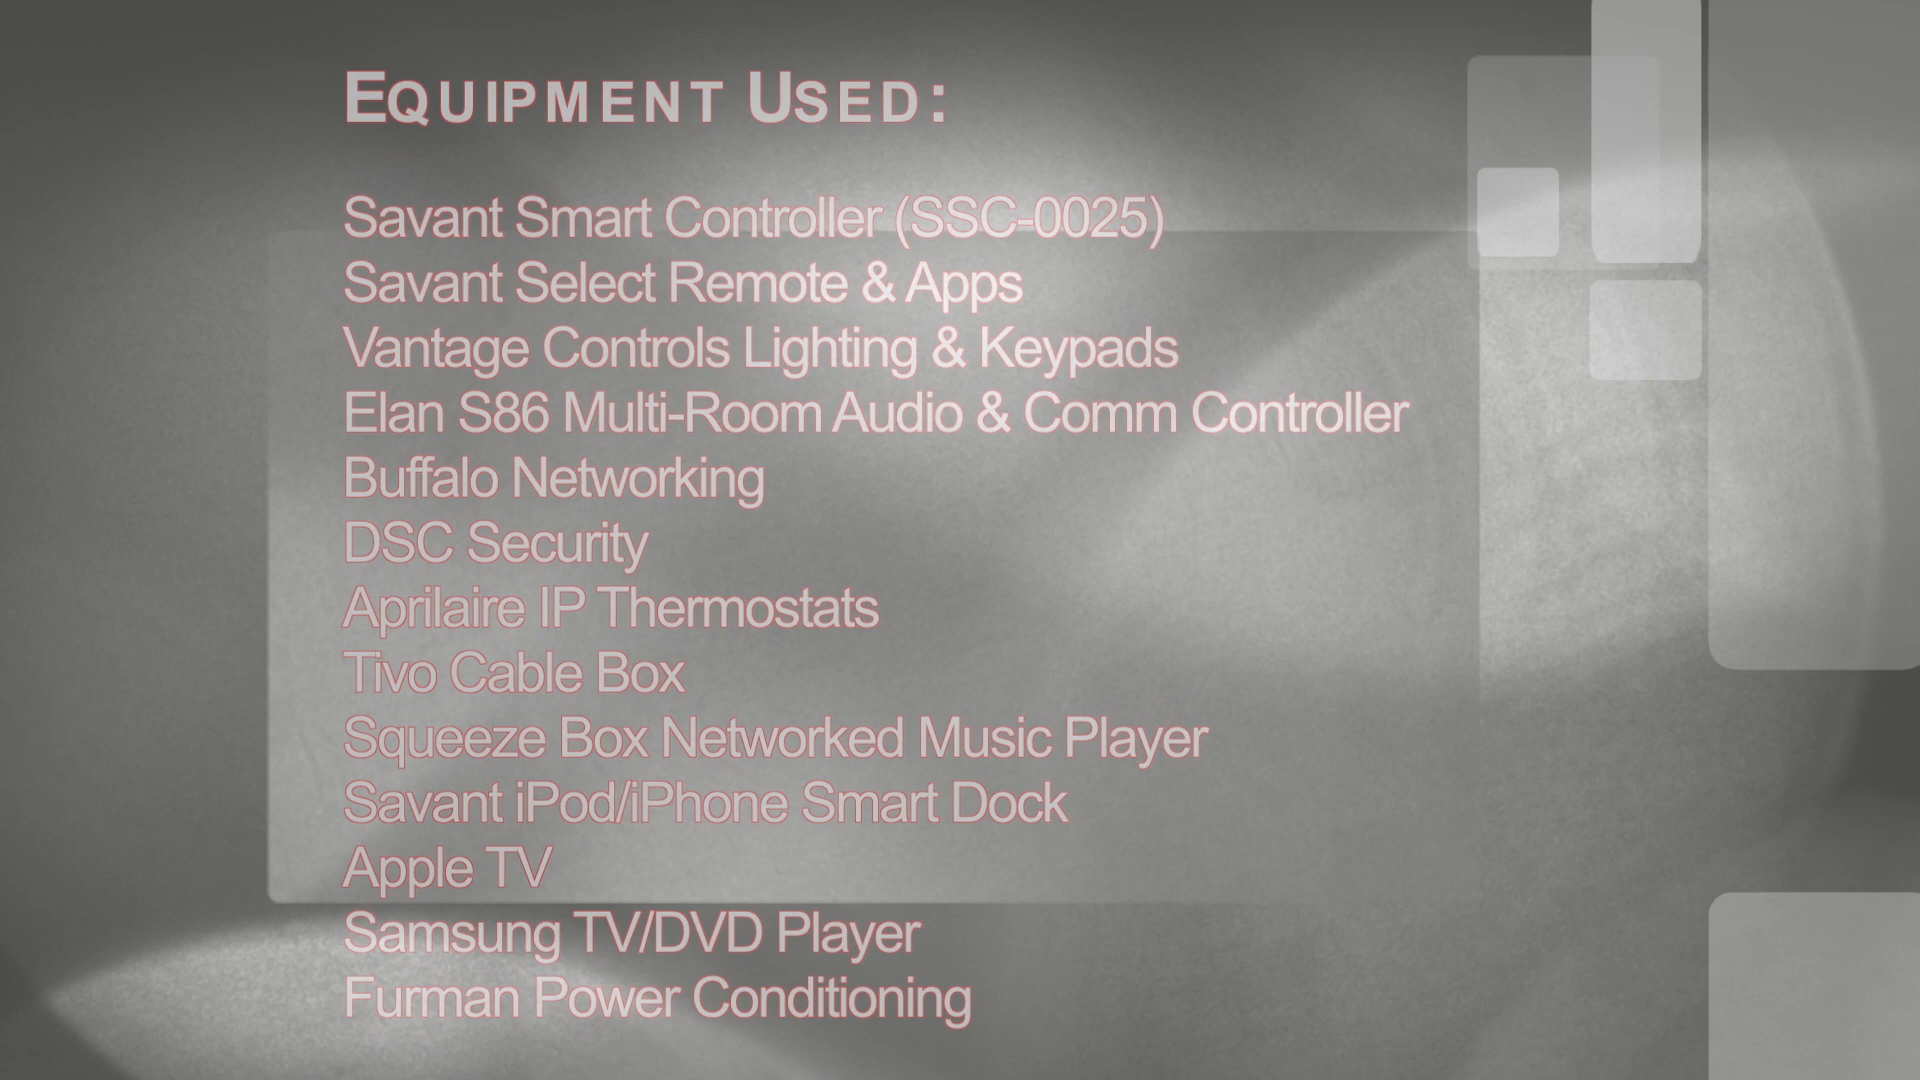 EQUIPMENT USED:
Savant Smart Controller (SSC-0025)
Savant Select Remote & Apps
Vantage Controls Lighting & Keypads
Elan S86 Multi-Room Audio & Comm Controller
Buffalo Networking
DSC Security
Aprilaire IP Thermostats
Tivo Cable Box
Squeeze Box Networked Music Player
Savant iPod/iPhone Smart Dock
Apple TV
Samsung TV/DVD Player
Furman Power Conditioning